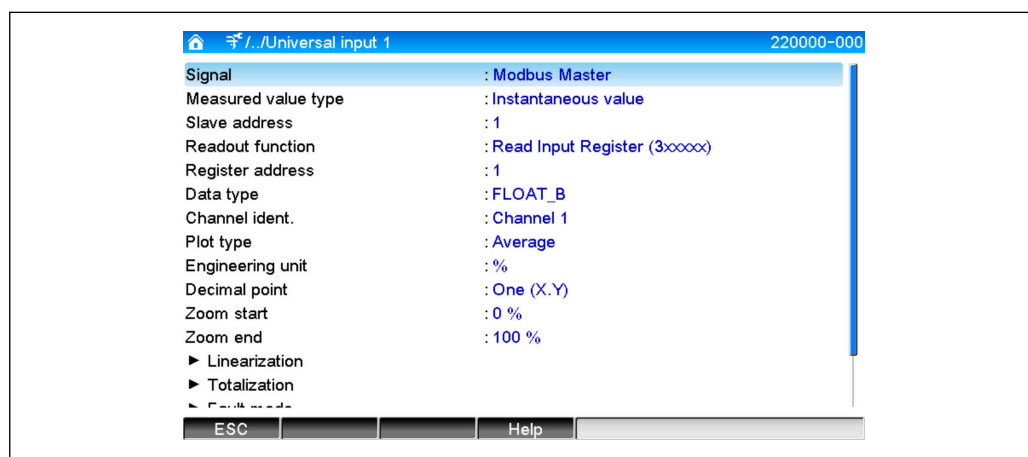 /../Universal input 1 220000-000
Signal : Modbus Master
Measured value type : Instantaneous value
Slave address : 1
Readout function : Read Input Register (3xxxxx)
Register address : 1
Data type : FLOAT_B
Channel ident. : Channel 1
Plot type : Average
Engineering unit : %
Decimal point : One (X.Y)
Zoom start : 0 %
Zoom end : 100 %
► Linearization
► Totalization
► Fault mode
ESC Help